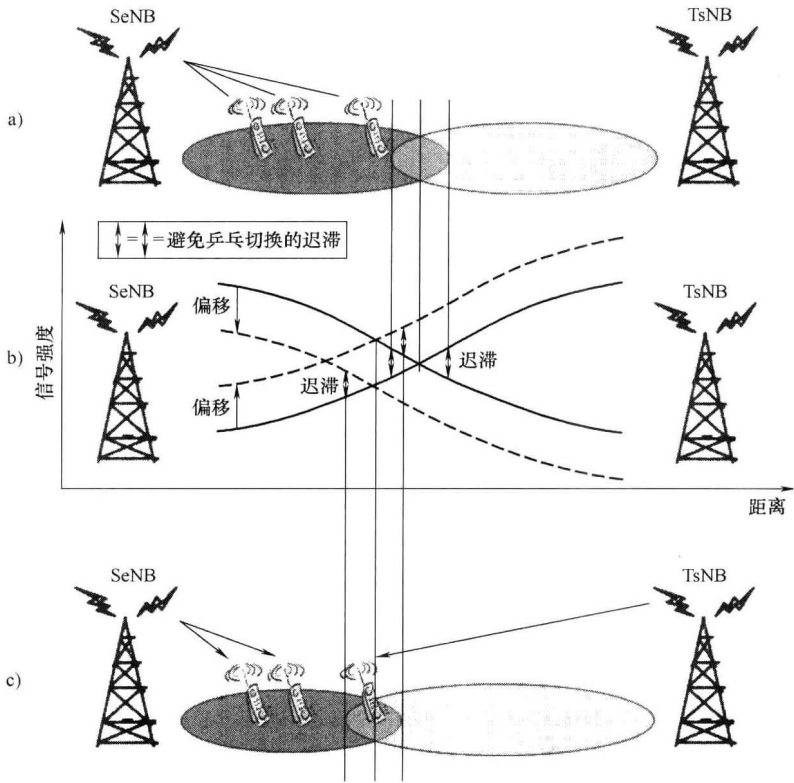 SeNB
TsNB
a)
=
=避免乒乓切换的迟滞
SeNB
TsNB
偏移
b)
信号强度
迟滞
迟滞
偏移
距离
SeNB
TsNB
c)